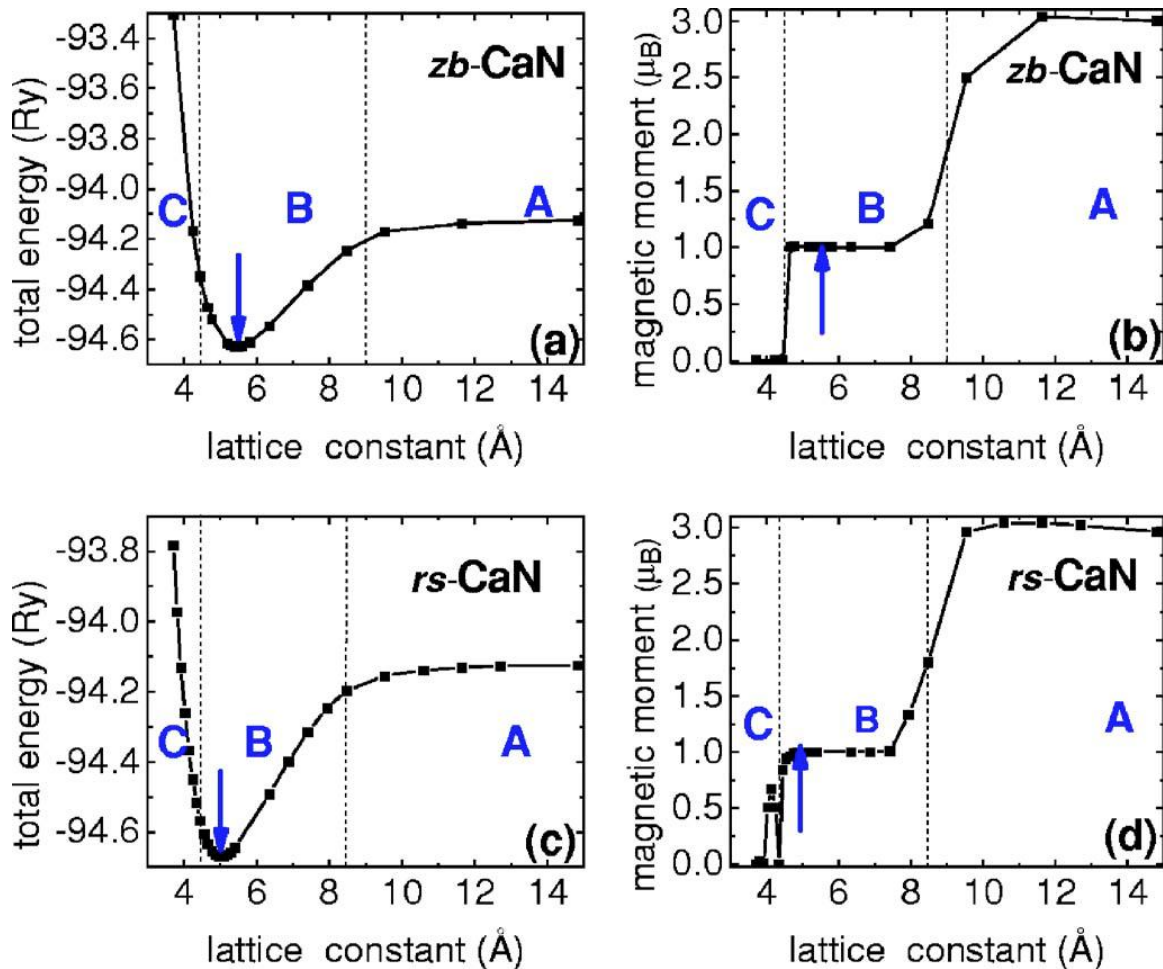 total energy (Ry)
-93.4
-93.6
-93.8
-94.0
-94.2
-94.4
-94.6
zb-CaN
C
B
A
(a)
4 6 8 10 12 14
lattice constant (Å)
magnetic moment (μB)
3.0
2.5
2.0
1.5
1.0
0.5
0.0
zb-CaN
C
B
A
(b)
4 6 8 10 12 14
lattice constant (Å)
total energy (Ry)
-93.8
-94.0
-94.2
-94.4
-94.6
rs-CaN
C
B
A
(c)
4 6 8 10 12 14
lattice constant (Å)
magnetic moment (μB)
3.0
2.5
2.0
1.5
1.0
0.5
0.0
rs-CaN
C
B
A
(d)
4 6 8 10 12 14
lattice constant (Å)